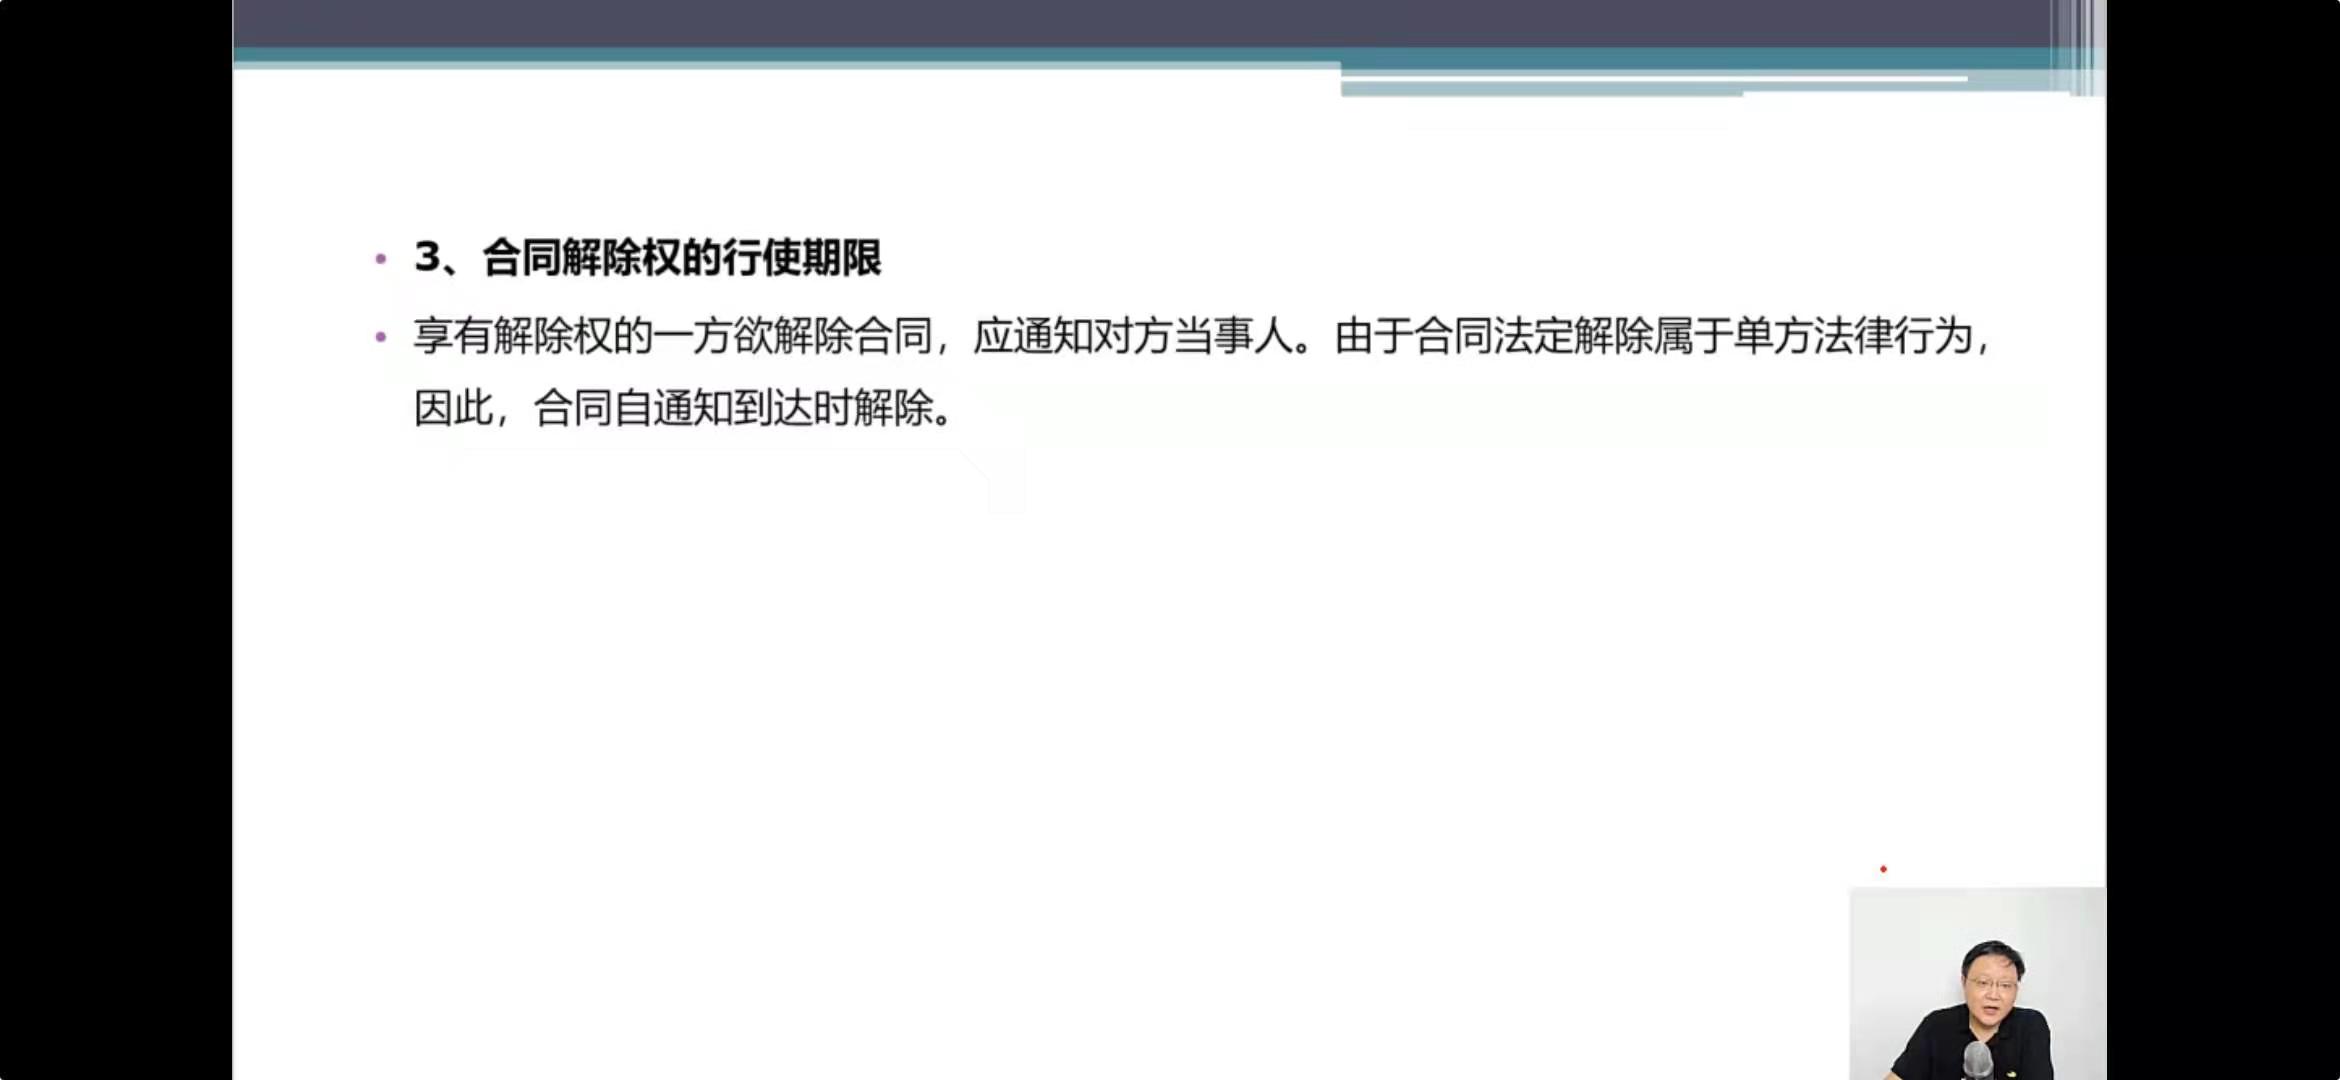 3、合同解除权的行使期限
享有解除权的一方欲解除合同，应通知对方当事人。由于合同法定解除属于单方法律行为，
因此，合同自通知到达时解除。